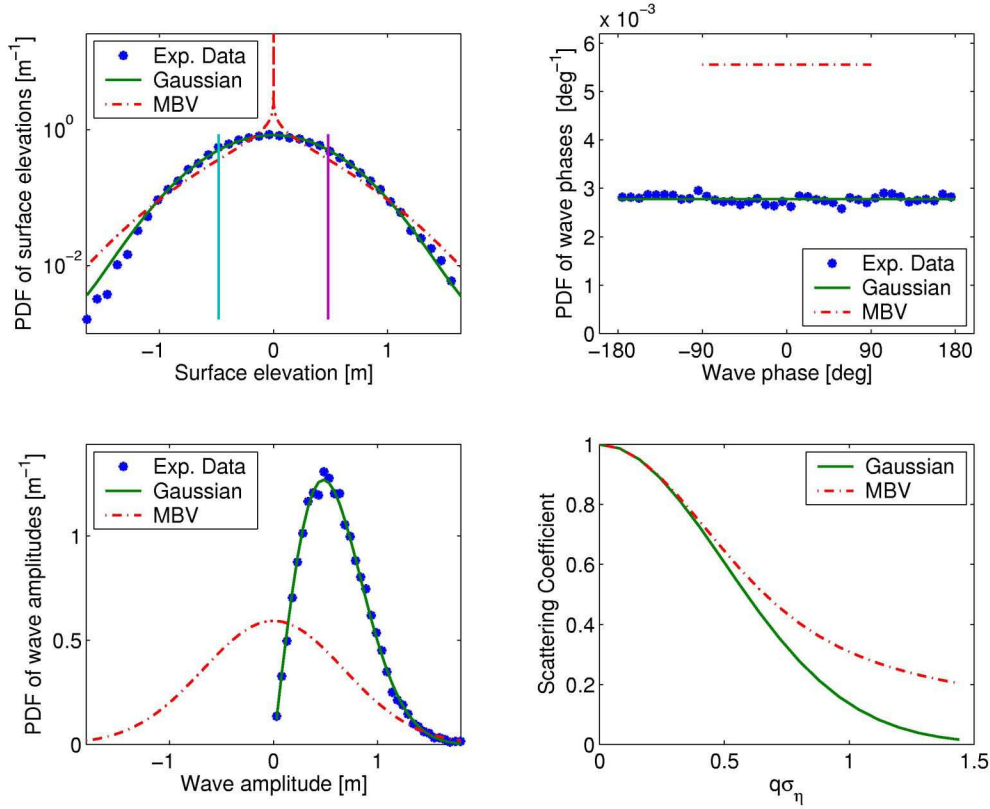 Exp. Data
Gaussian
MBV
PDF of surface elevations [m⁻¹]
10⁰
10⁻²
−1
0
1
Surface elevation [m]
x 10⁻³
6
5
4
3
2
1
0
PDF of wave phases [deg⁻¹]
Exp. Data
Gaussian
MBV
−180
−90
0
90
180
Wave phase [deg]
Exp. Data
Gaussian
MBV
PDF of wave amplitudes [m⁻¹]
1
0.5
0
−1
0
1
Wave amplitude [m]
Gaussian
MBV
Scattering Coefficient
1
0.8
0.6
0.4
0.2
0
0
0.5
1
1.5
qσ_η